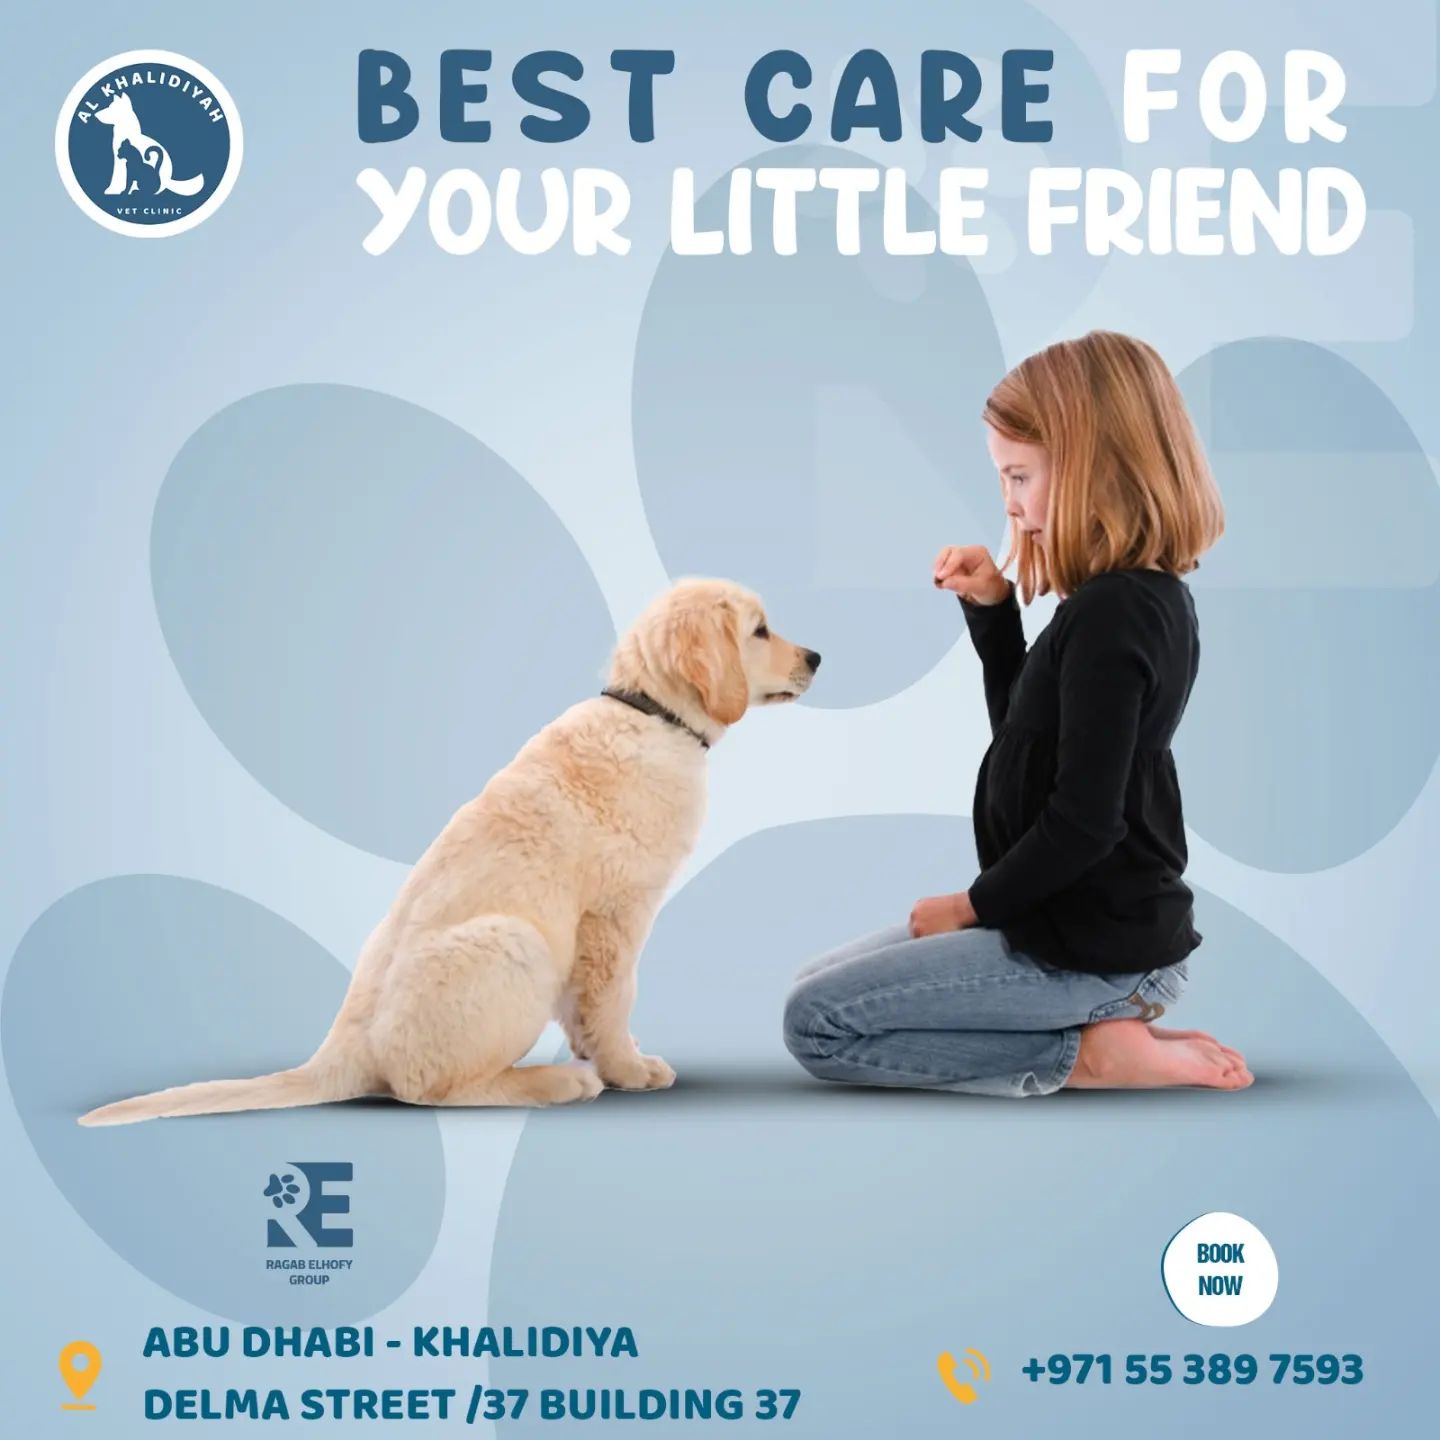 AL KHALIDIYAH
VET CLINIC
BEST CARE FOR
YOUR LITTLE FRIEND
RE
RAGAB ELHOFY
GROUP
BOOK
NOW
ABU DHABI - KHALIDIYA
DELMA STREET /37 BUILDING 37
+971 55 389 7593